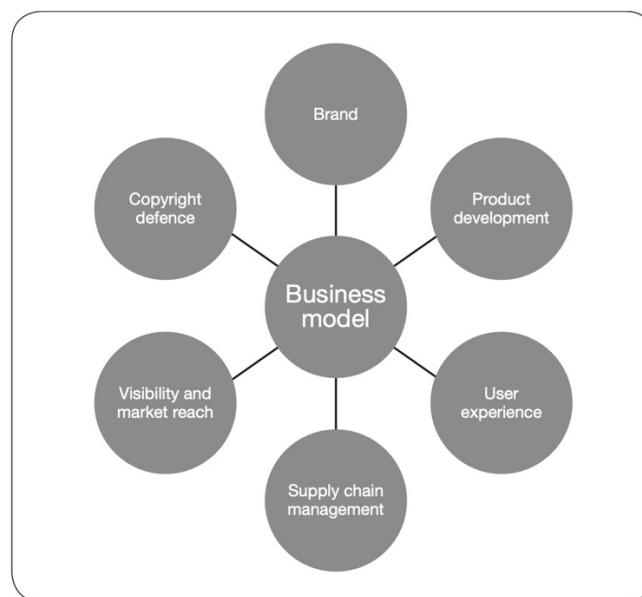 Brand
Copyright
defence
Product
development
Business
model
Visibility and
market reach
User
experience
Supply chain
management